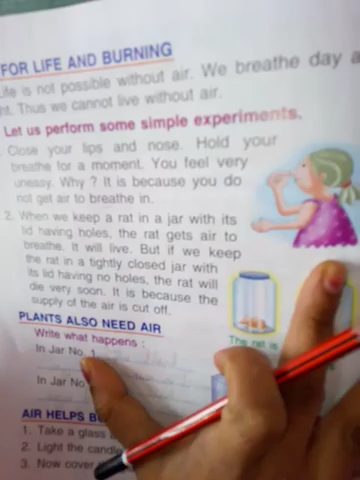 FOR LIFE AND BURNING
Life is not possible without air. We breathe day a
nt. Thus we cannot live without air.
Let us perform some simple experiments.
Close your lips and nose. Hold your
breathe for a moment. You feel very
uneasy. Why ? It is because you do
not get air to breathe in.
2. When we keep a rat in a jar with its
lid having holes, the rat gets air to
breathe. It will live. But if we keep
the rat in a tightly closed jar with
its lid having no holes, the rat will
die very soon. It is because the
supply of the air is cut off.
The rat is
PLANTS ALSO NEED AIR
Write what happens :
In Jar No. 1
In Jar No.
AIR HELPS BU
1. Take a glass
2. Light the candle
3. Now cover